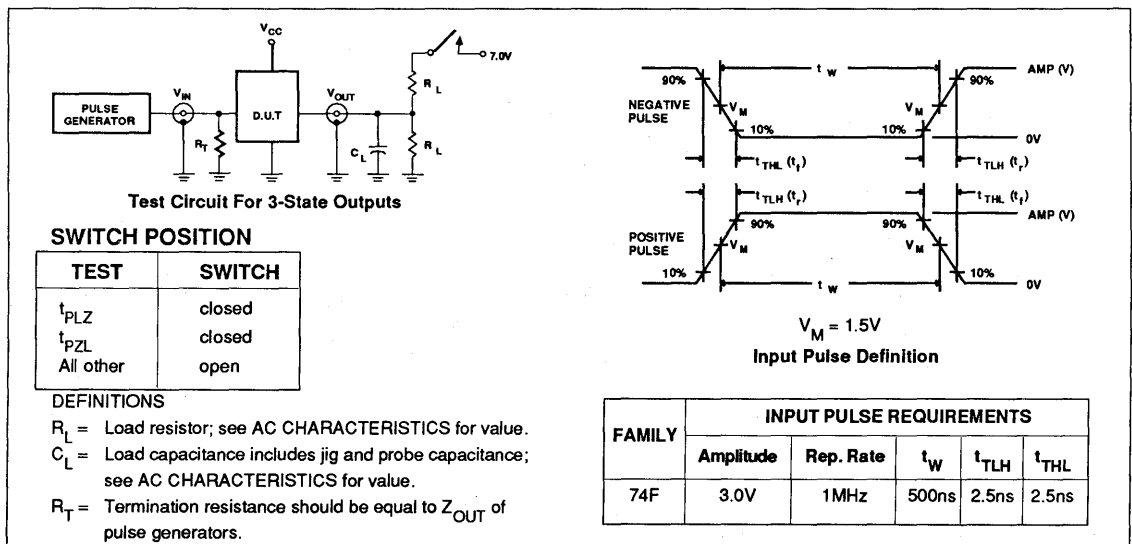 V_CC
7.0V
R_L
V_IN
V_OUT
PULSE
GENERATOR
D.U.T
R_T
C_L
R_L
Test Circuit For 3-State Outputs
SWITCH POSITION
TEST SWITCH
t_PLZ closed
t_PZL closed
All other open
DEFINITIONS
R_L = Load resistor; see AC CHARACTERISTICS for value.
C_L = Load capacitance includes jig and probe capacitance;
see AC CHARACTERISTICS for value.
R_T = Termination resistance should be equal to Z_OUT of
pulse generators.
t_W
AMP (V)
90% 90%
NEGATIVE
PULSE
V_M V_M
10% 10%
0V
t_THL (t_f) t_TLH (t_r)
t_TLH (t_r) t_THL (t_f)
AMP (V)
90% 90%
POSITIVE
PULSE
V_M V_M
10% 10%
t_W
0V
V_M = 1.5V
Input Pulse Definition
FAMILY INPUT PULSE REQUIREMENTS
Amplitude Rep. Rate t_W t_TLH t_THL
74F 3.0V 1MHz 500ns 2.5ns 2.5ns